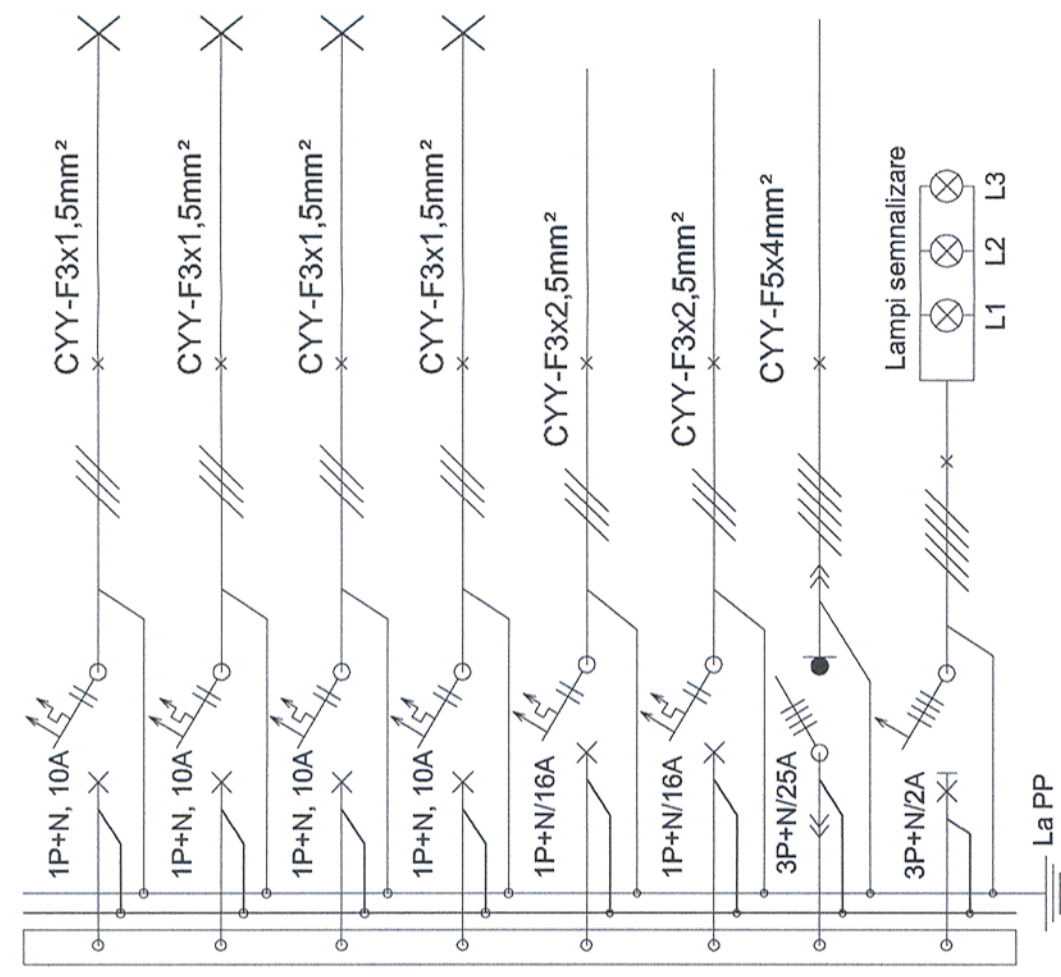 CYY-F3x1,5mm²
1P+N, 10A
CYY-F3x1,5mm²
1P+N, 10A
CYY-F3x1,5mm²
1P+N, 10A
CYY-F3x1,5mm²
1P+N, 10A
CYY-F3x2,5mm²
1P+N/16A
CYY-F3x2,5mm²
1P+N/16A
CYY-F5x4mm²
3P+N/25A
Lampi semnalizare
L1
L2
L3
3P+N/2A
La PP